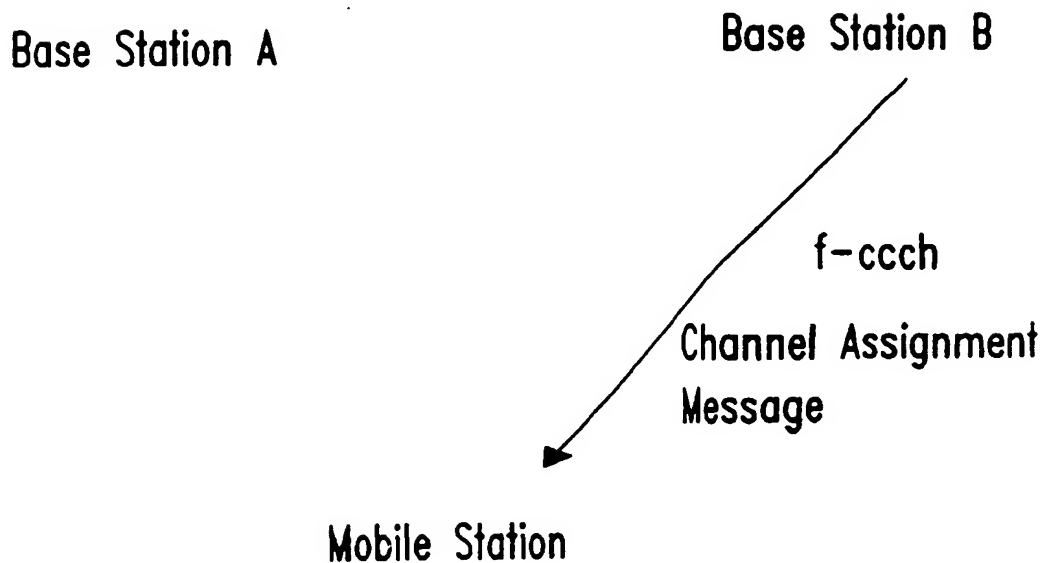 Base Station A
Base Station B
f-ccch
Channel Assignment
Message
Mobile Station